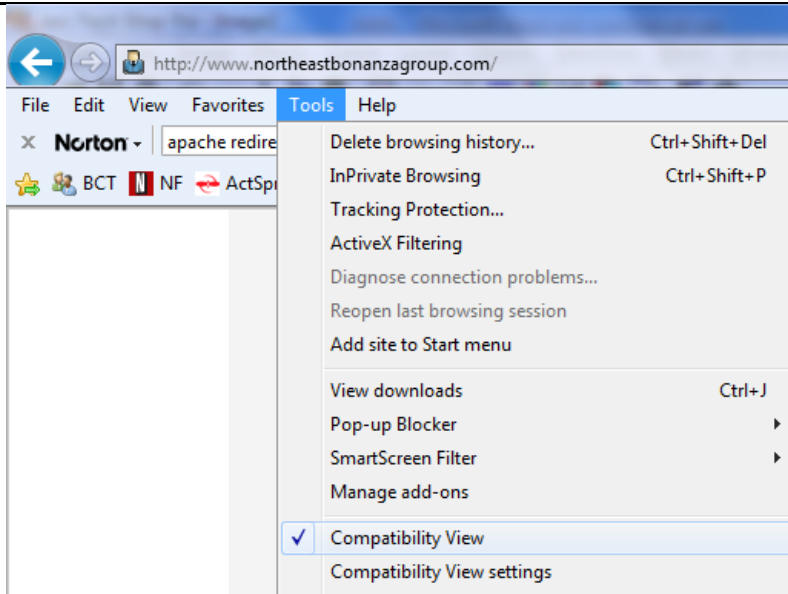 http://www.northeastbonanzagroup.com/
File Edit View Favorites Tools Help
x Norton apache redire
BCT N NF ActSpr
Delete browsing history... Ctrl+Shift+Del
InPrivate Browsing Ctrl+Shift+P
Tracking Protection...
ActiveX Filtering
Diagnose connection problems...
Reopen last browsing session
Add site to Start menu
View downloads Ctrl+J
Pop-up Blocker
SmartScreen Filter
Manage add-ons
Compatibility View
Compatibility View settings